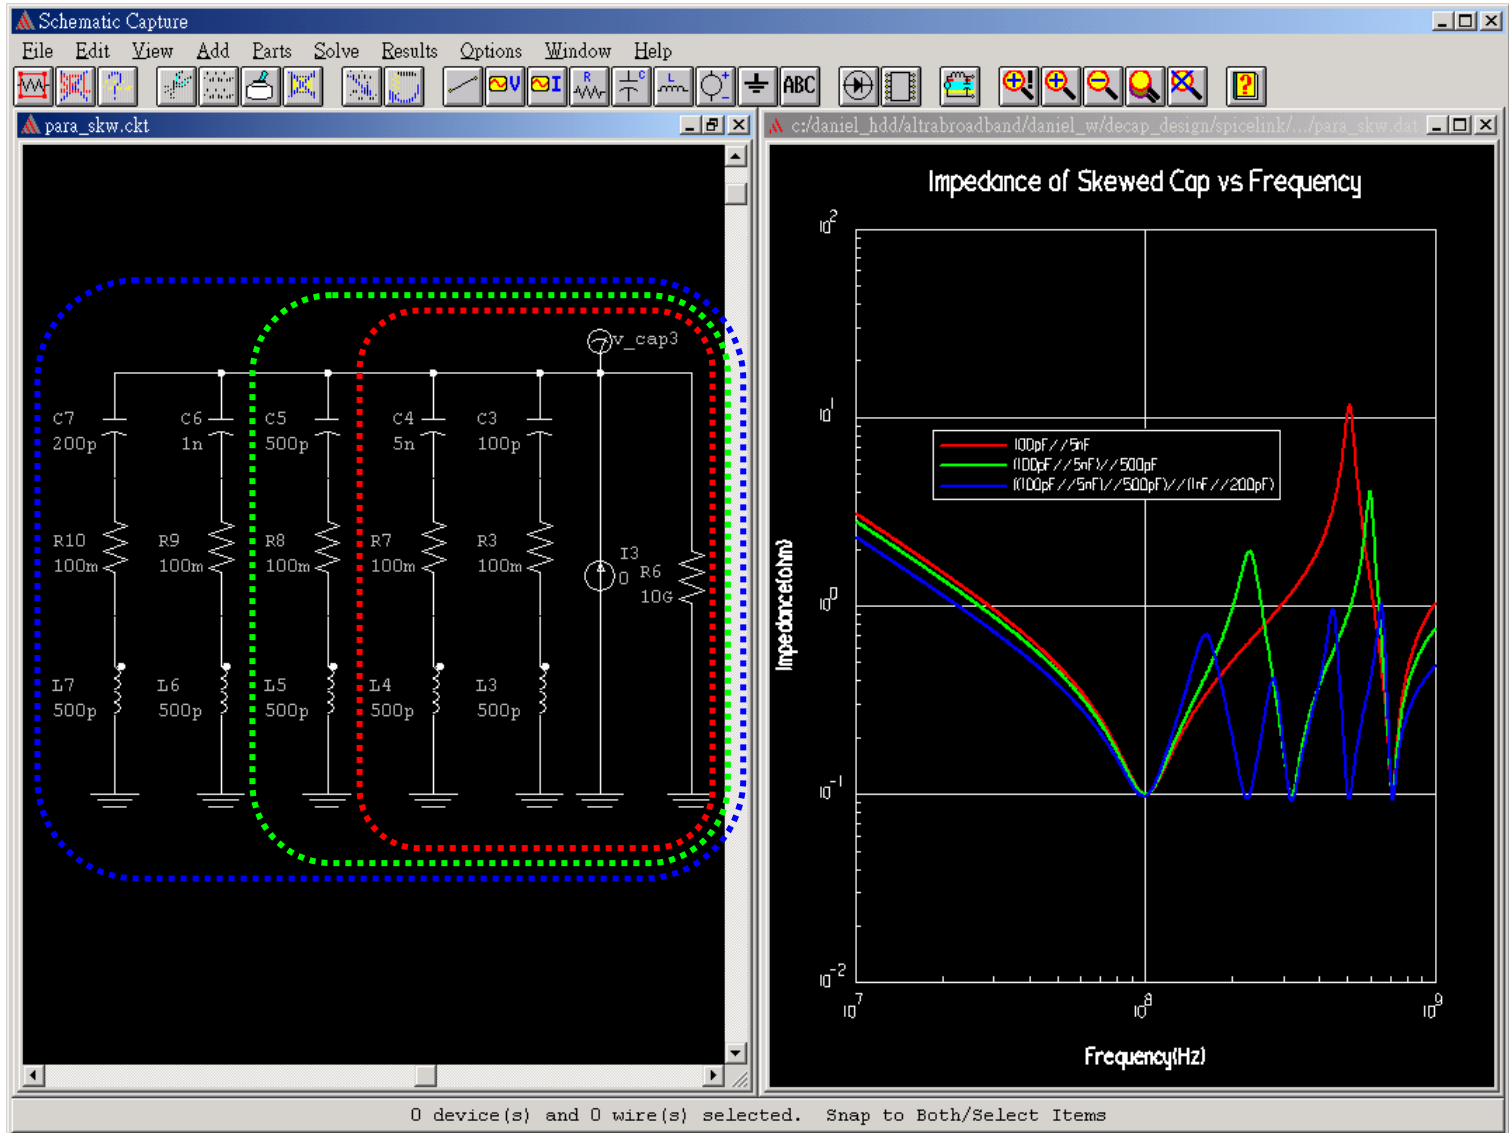 Schematic Capture
File Edit View Add Parts Solve Results Options Window Help
R C L ABC
para_skw.ckt
c:/daniel_hdd/altrabroadband/daniel_w/decap_design/spicelink/.../para_skw.dat
Impedance of Skewed Cap vs Frequency
v_cap3
C7 C6 C5 C4 C3
200p 1n 500p 5n 100p
R10 R9 R8 R7 R3 I3
100m 100m 100m 100m 100m 0 R6
10G
L7 L6 L5 L4 L3
500p 500p 500p 500p 500p
10^2
10^1
10^0
10^-1
10^-2
Impedance(ohm)
100pF//5nF
(100pF//5nF)//500pF
((100pF//5nF)//500pF)//(1nF//200pF)
10^7 10^8 10^9
Frequency(Hz)
0 device(s) and 0 wire(s) selected. Snap to Both/Select Items